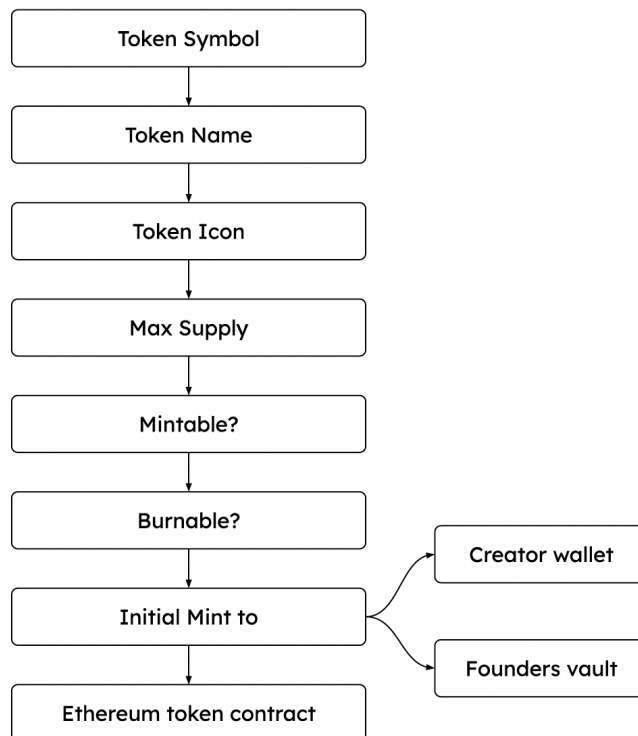 Token Symbol
Token Name
Token Icon
Max Supply
Mintable?
Burnable?
Initial Mint to
Creator wallet
Founders vault
Ethereum token contract